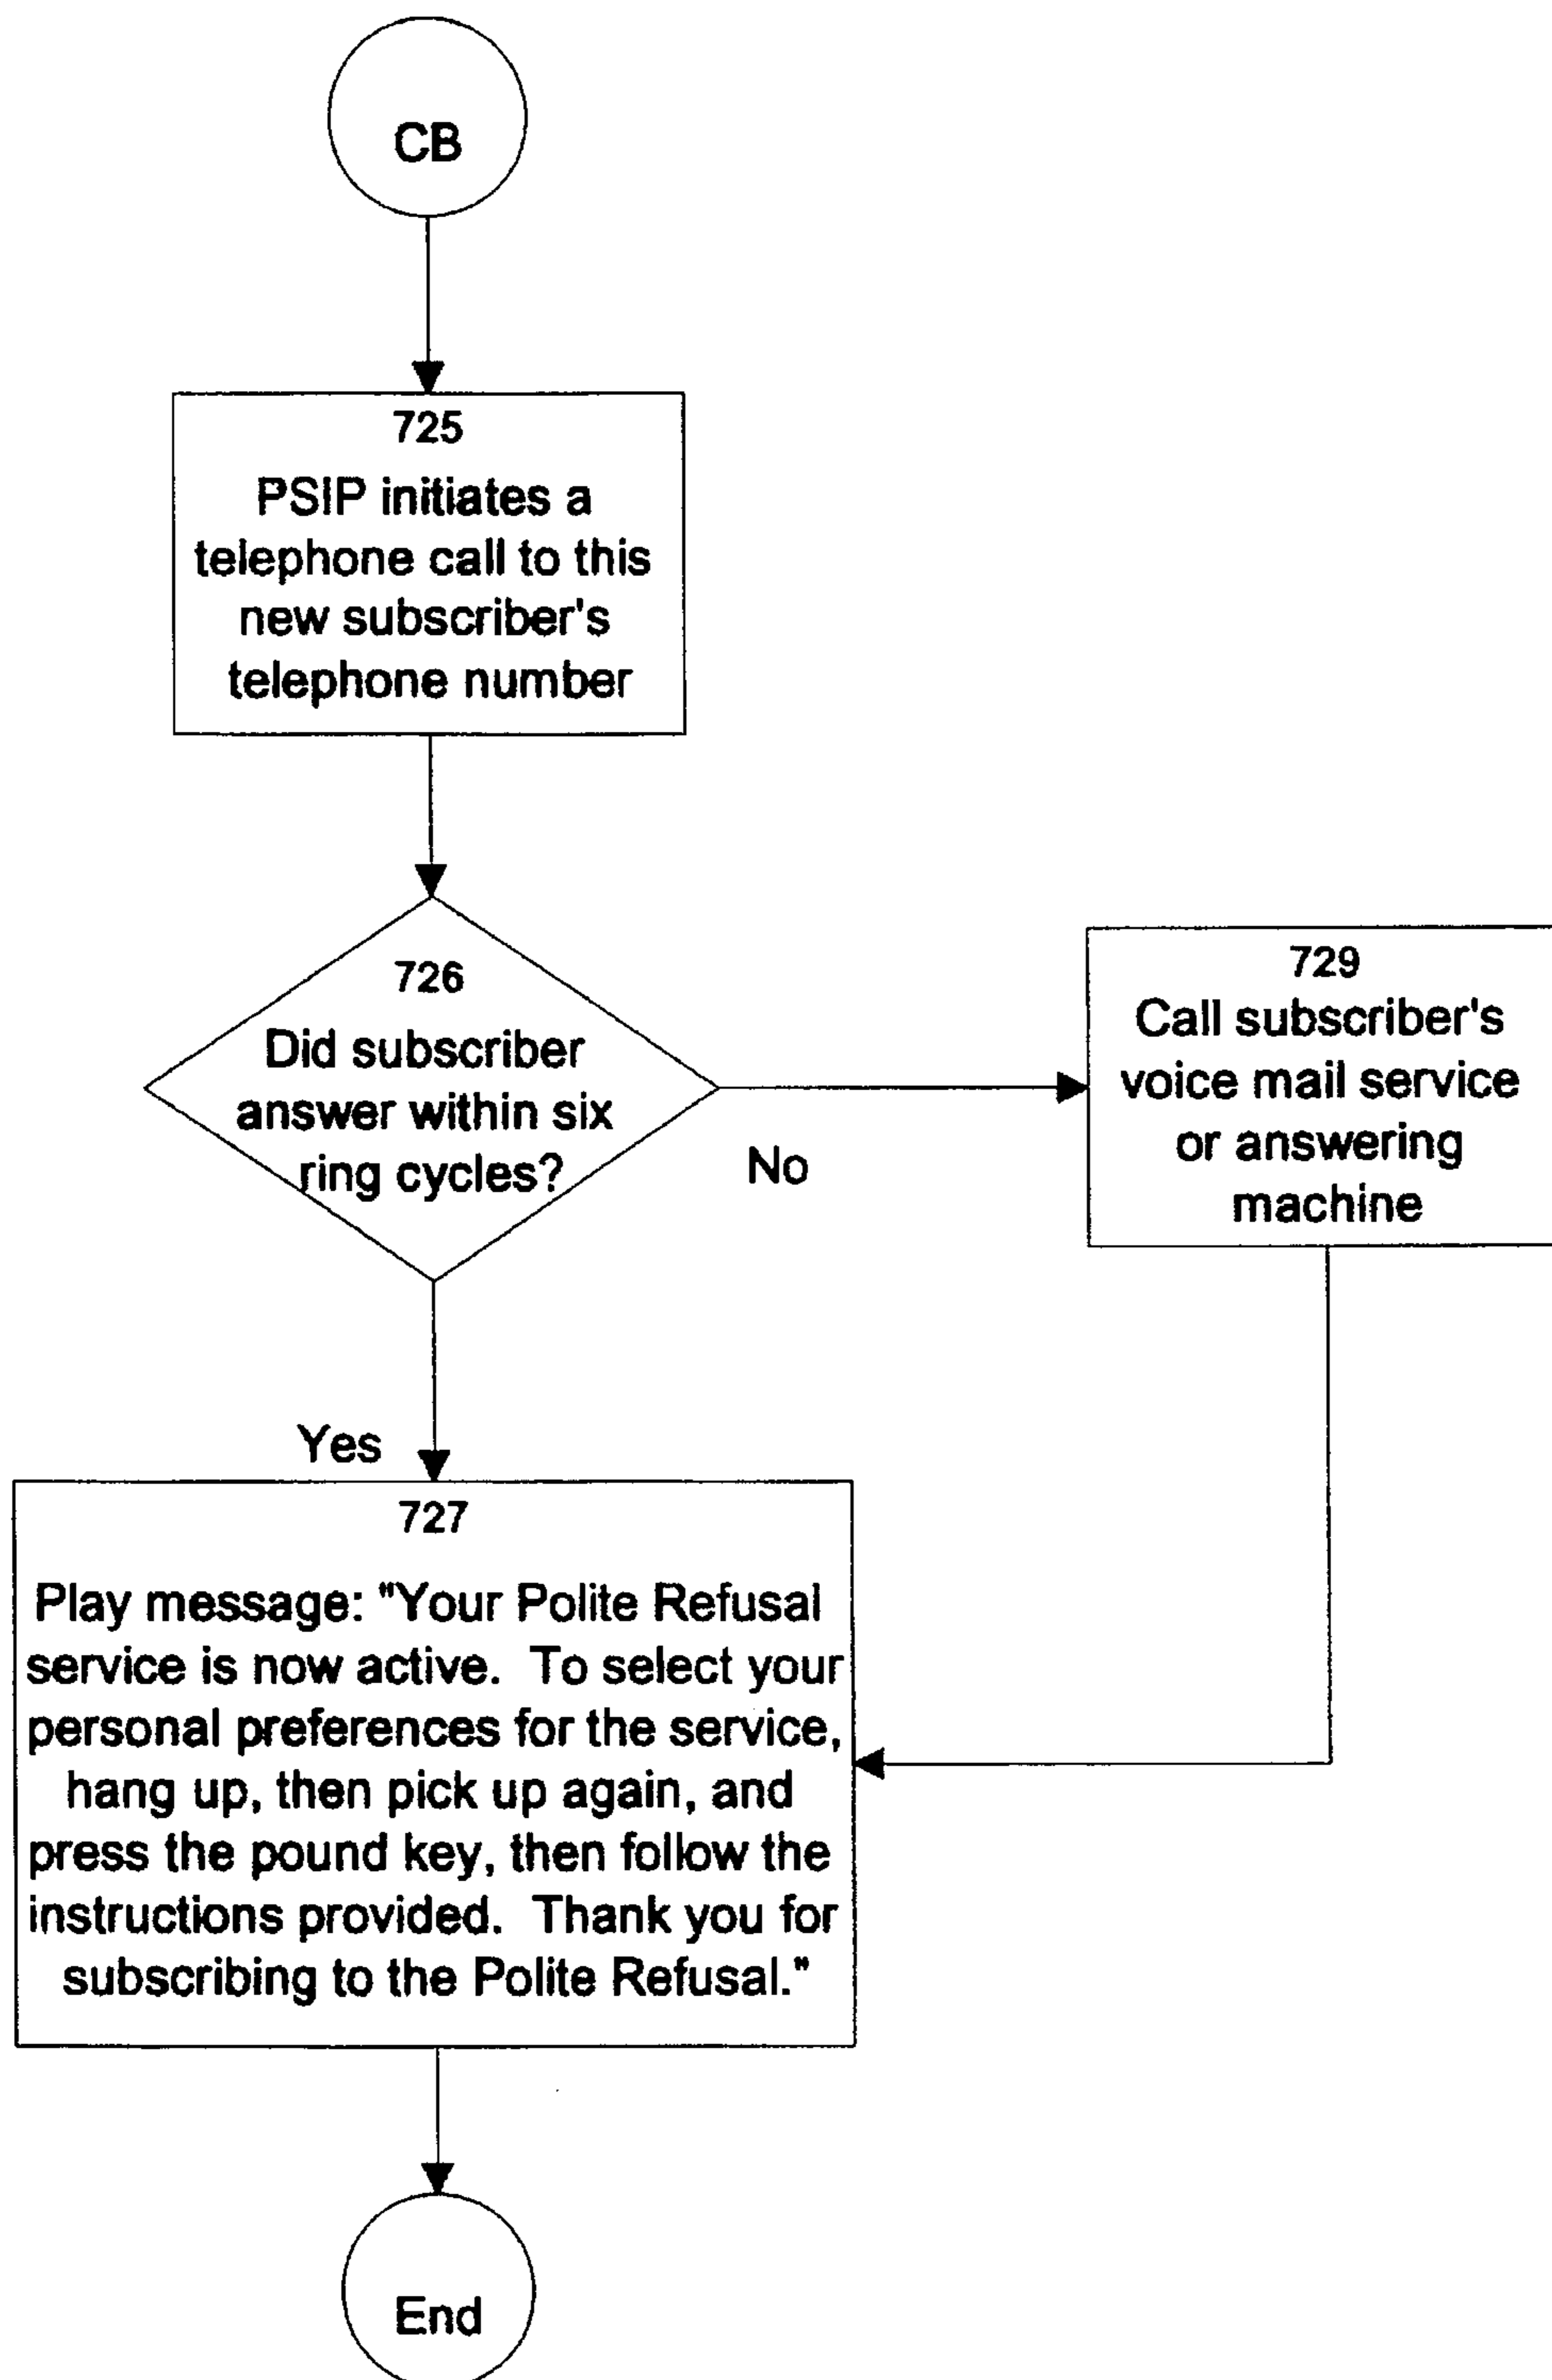 CB
725
PSIP initiates a
telephone call to this
new subscriber's
telephone number
726
Did subscriber
answer within six
ring cycles?
No
729
Call subscriber's
voice mail service
or answering
machine
Yes
727
Play message: "Your Polite Refusal
service is now active.  To select your
personal preferences for the service,
hang up, then pick up again, and
press the pound key, then follow the
instructions provided.  Thank you for
subscribing to the Polite Refusal."
End